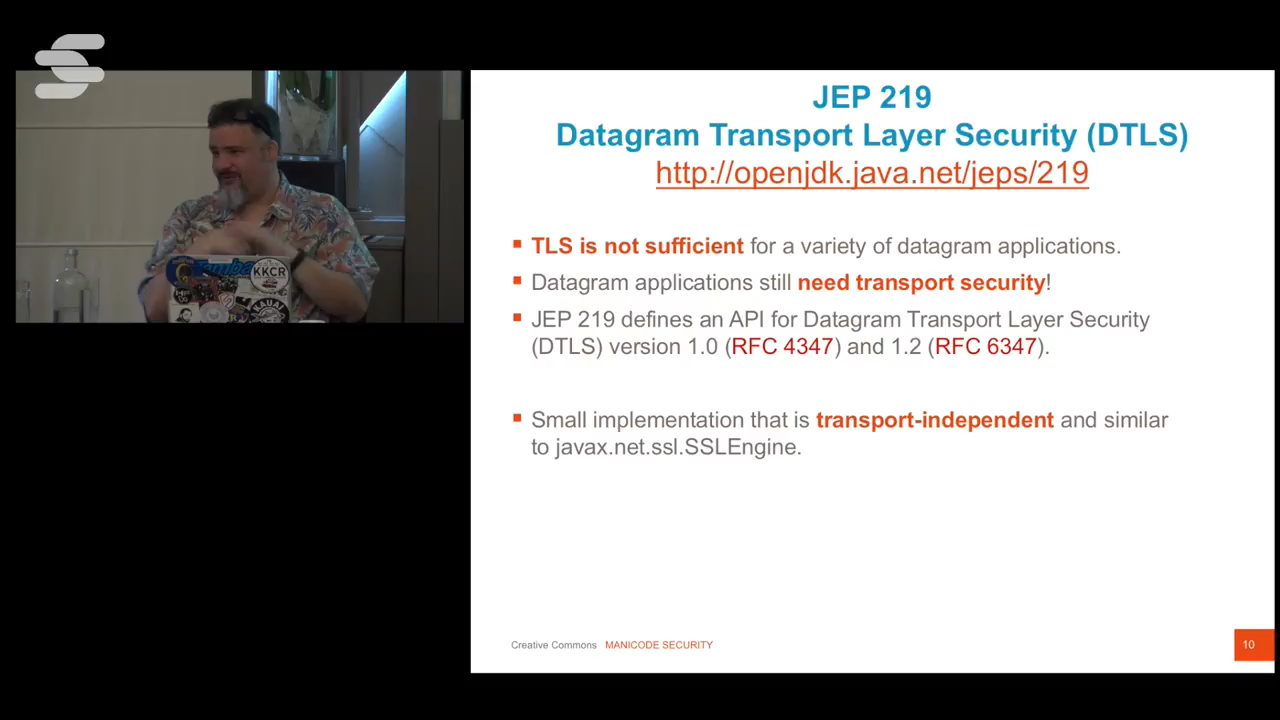 JEP 219
Datagram Transport Layer Security (DTLS)
http://openjdk.java.net/jeps/219
TLS is not sufficient for a variety of datagram applications.
Datagram applications still need transport security!
JEP 219 defines an API for Datagram Transport Layer Security
(DTLS) version 1.0 (RFC 4347) and 1.2 (RFC 6347).
Small implementation that is transport-independent and similar
to javax.net.ssl.SSLEngine.
Creative Commons MANICODE SECURITY
10
KKCR
KAUAI